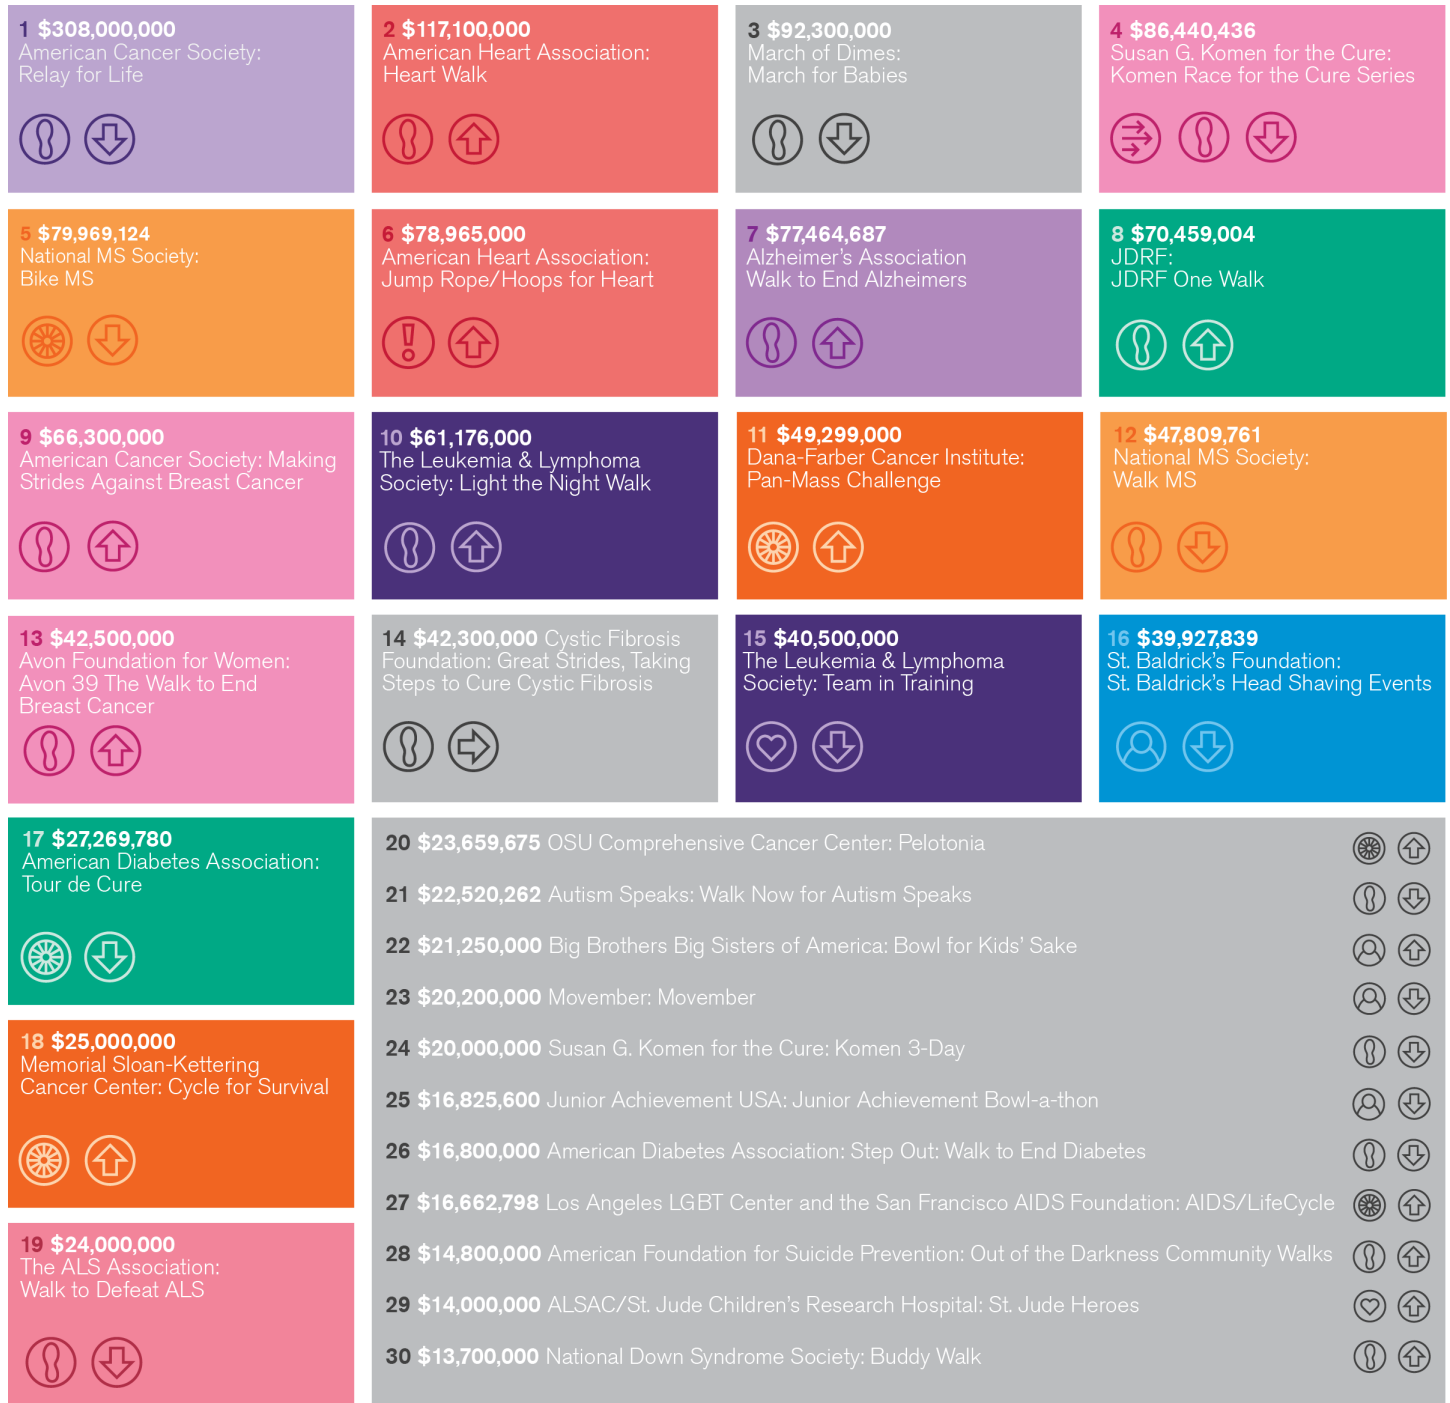 1 $308,000,000
American Cancer Society:
Relay for Life
2 $117,100,000
American Heart Association:
Heart Walk
3 $92,300,000
March of Dimes:
March for Babies
4 $86,440,436
Susan G. Komen for the Cure:
Komen Race for the Cure Series
5 $79,969,124
National MS Society:
Bike MS
6 $78,965,000
American Heart Association:
Jump Rope/Hoops for Heart
7 $77,464,687
Alzheimer's Association
Walk to End Alzheimers
8 $70,459,004
JDRF:
JDRF One Walk
9 $66,300,000
American Cancer Society: Making
Strides Against Breast Cancer
10 $61,176,000
The Leukemia & Lymphoma
Society: Light the Night Walk
11 $49,299,000
Dana-Farber Cancer Institute:
Pan-Mass Challenge
12 $47,809,761
National MS Society:
Walk MS
13 $42,500,000
Avon Foundation for Women:
Avon 39 The Walk to End
Breast Cancer
14 $42,300,000 Cystic Fibrosis
Foundation: Great Strides, Taking
Steps to Cure Cystic Fibrosis
15 $40,500,000
The Leukemia & Lymphoma
Society: Team in Training
16 $39,927,839
St. Baldrick's Foundation:
St. Baldrick's Head Shaving Events
17 $27,269,780
American Diabetes Association:
Tour de Cure
18 $25,000,000
Memorial Sloan-Kettering
Cancer Center: Cycle for Survival
19 $24,000,000
The ALS Association:
Walk to Defeat ALS
20 $23,659,675 OSU Comprehensive Cancer Center: Pelotonia
21 $22,520,262 Autism Speaks: Walk Now for Autism Speaks
22 $21,250,000 Big Brothers Big Sisters of America: Bowl for Kids' Sake
23 $20,200,000 Movember: Movember
24 $20,000,000 Susan G. Komen for the Cure: Komen 3-Day
25 $16,825,600 Junior Achievement USA: Junior Achievement Bowl-a-thon
26 $16,800,000 American Diabetes Association: Step Out: Walk to End Diabetes
27 $16,662,798 Los Angeles LGBT Center and the San Francisco AIDS Foundation: AIDS/LifeCycle
28 $14,800,000 American Foundation for Suicide Prevention: Out of the Darkness Community Walks
29 $14,000,000 ALSAC/St. Jude Children's Research Hospital: St. Jude Heroes
30 $13,700,000 National Down Syndrome Society: Buddy Walk